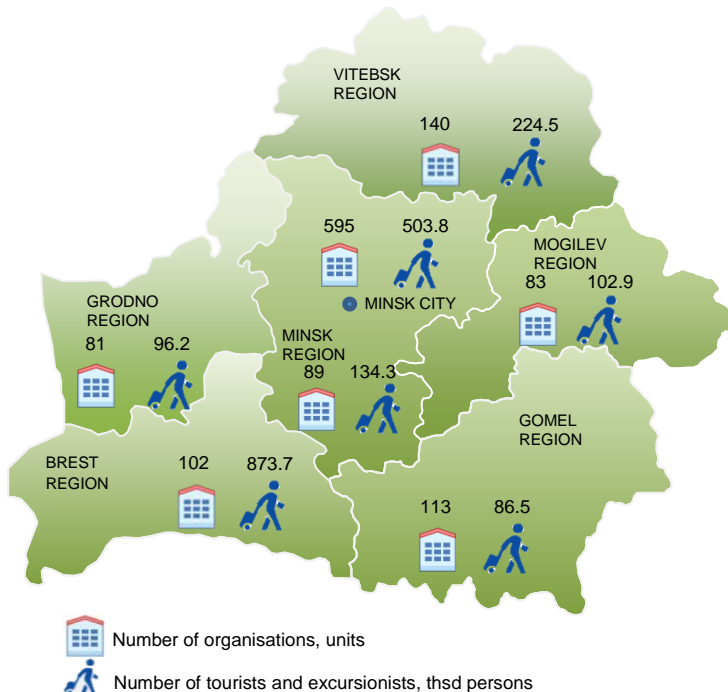 VITEBSK
REGION
140 224.5
595 503.8
MINSK CITY
MOGILEV
REGION
83 102.9
GRODNO
REGION
81 96.2
MINSK
REGION
89 134.3
GOMEL
REGION
113 86.5
BREST
REGION
102 873.7
Number of organisations, units
Number of tourists and excursionists, thsd persons